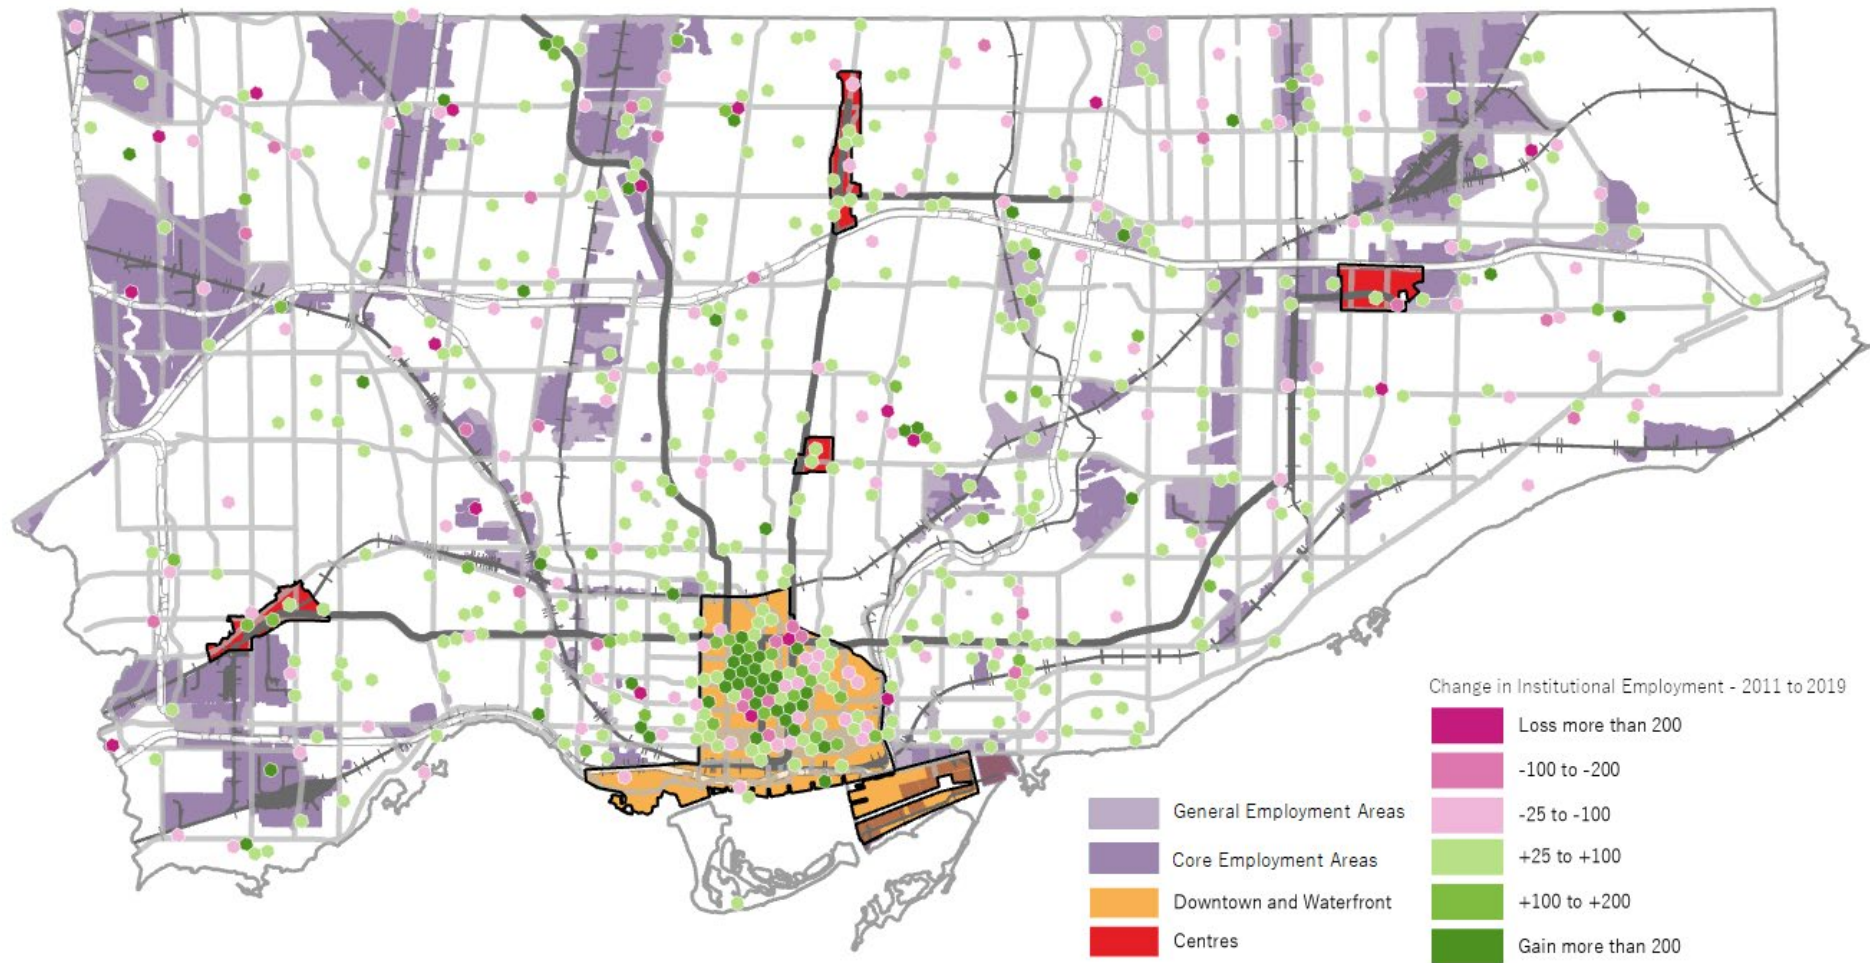 Change in Institutional Employment - 2011 to 2019
Loss more than 200
-100 to -200
-25 to -100
+25 to +100
+100 to +200
Gain more than 200
General Employment Areas
Core Employment Areas
Downtown and Waterfront
Centres